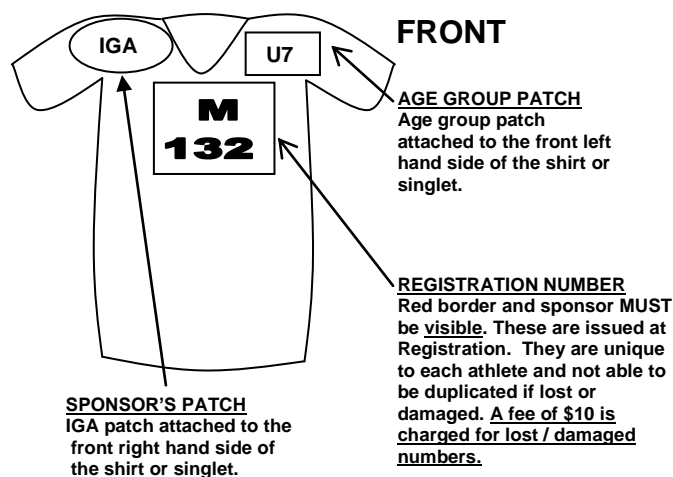 FRONT
IGA
U7
M
132
AGE GROUP PATCH
Age group patch
attached to the front left
hand side of the shirt or
singlet.
REGISTRATION NUMBER
Red border and sponsor MUST
be visible. These are issued at
Registration. They are unique
to each athlete and not able to
be duplicated if lost or
damaged. A fee of $10 is
charged for lost / damaged
numbers.
SPONSOR'S PATCH
IGA patch attached to the
front right hand side of
the shirt or singlet.